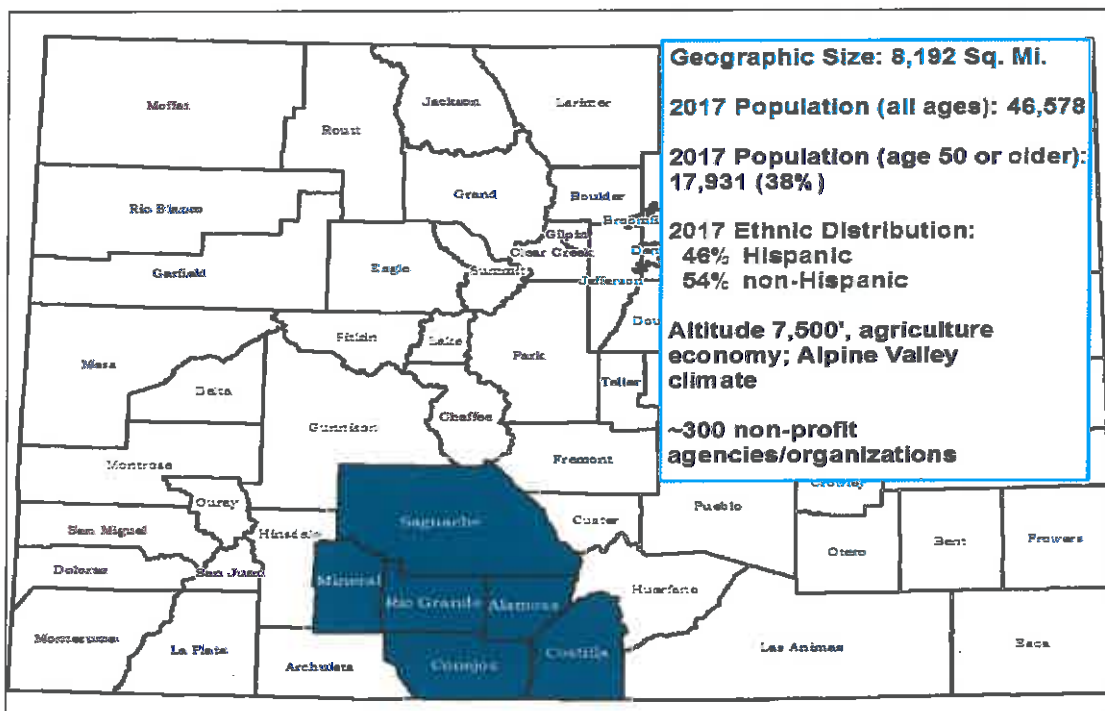 Geographic Size: 8,192 Sq. Mi.
2017 Population (all ages): 46,578
2017 Population (age 50 or older):
17,931 (38%)
2017 Ethnic Distribution:
46% Hispanic
54% non-Hispanic
Altitude 7,500', agriculture
economy; Alpine Valley
climate
~300 non-profit
agencies/organizations
Moffat
Routt
Jackson
Larimer
Rio Blanco
Grand
Boulder
Broomfi
Gilpin
Clear Creek
Den
Garfield
Eagle
Summit
Jefferson
Dou
Mesa
Pitkin
Lake
Park
Teller
Delta
Gunnison
Chaffee
Fremont
Montrose
Ouray
Crowley
Pueblo
San Miguel
Hinsdale
Saguache
Custer
Otero
Bent
Prowers
Dolores
San Juan
Mineral
Rio Grande
Alamosa
Huerfano
Montezuma
La Plata
Archuleta
Conejos
Costilla
Las Animas
Baca